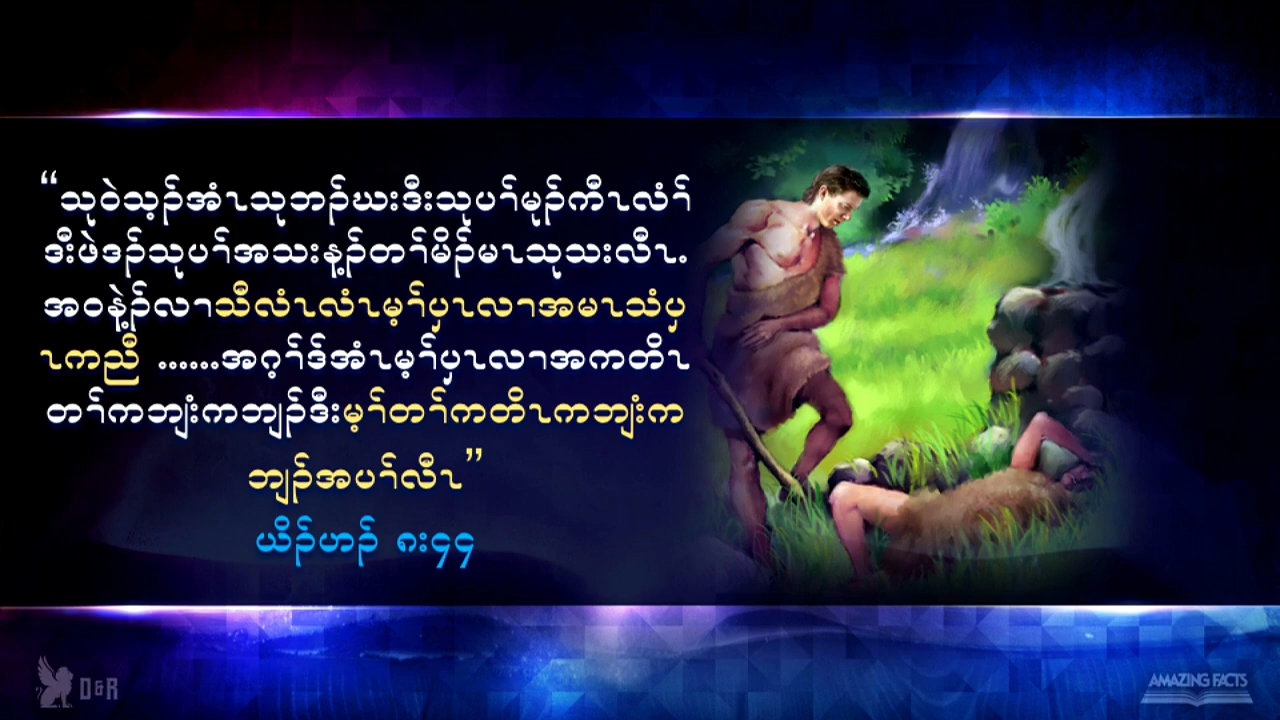 “သုဝဲသ့ၣ်အံၤသုဘၣ်ဃးဒီးသုပၢ်မုၣ်ကီၤလံၢ်
ဒီးဖဲဒၣ်သုပၢ်အသးန့ၣ်တၢ်မိၣ်မၤသုသးလီၤ.
အဝဲန့ၣ်လၢသီလံၤလံၤမ့ၢ်ပှၤလၢအမၤသံပှ
ၤကညီ ......အဂ့ၢ်ဒ်အံၤမ့ၢ်ပှၤလၢအကတိၤ
တၢ်ကဘျံးကဘျၣ်ဒီးမ့ၢ်တၢ်ကတိၤကဘျံးက
ဘျၣ်အပၢ်လီၤ”
ယိၣ်ဟၣ် ၈း၄၄
D&R
AMAZING FACTS